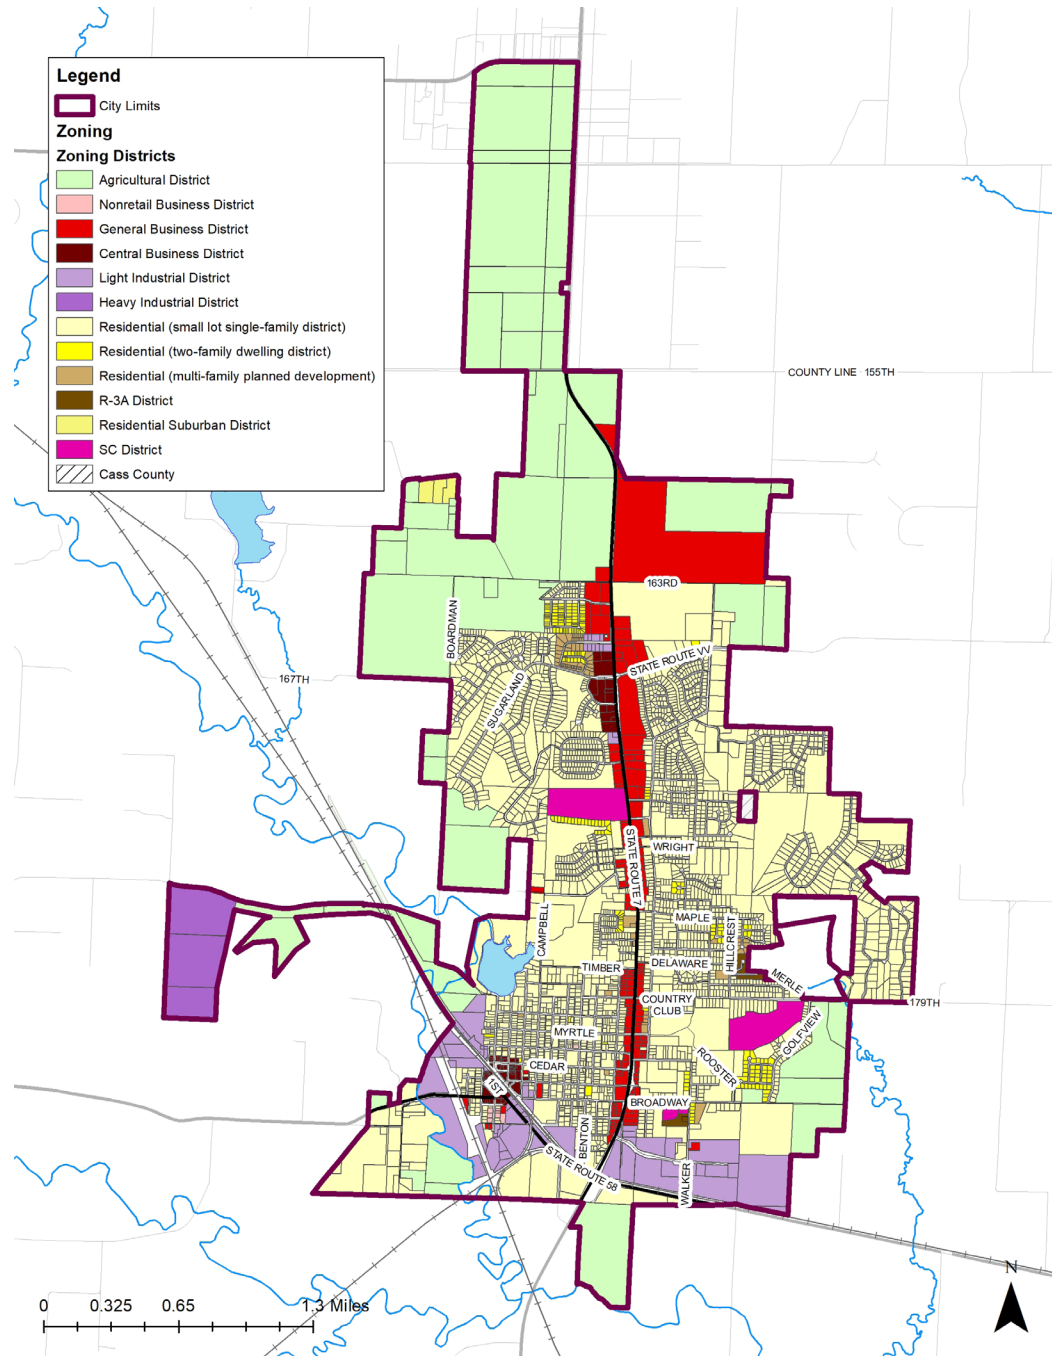 Legend
City Limits
Zoning
Zoning Districts
Agricultural District
Nonretail Business District
General Business District
Central Business District
Light Industrial District
Heavy Industrial District
Residential (small lot single-family district)
Residential (two-family dwelling district)
Residential (multi-family planned development)
R-3A District
Residential Suburban District
SC District
Cass County
COUNTY LINE 155TH
163RD
BOARDMAN
STATE ROUTE VV
167TH
SUGARLAND
STATE ROUTE 7
WRIGHT
CAMPBELL
MAPLE
HILLCREST
TIMBER
DELAWARE
MERLE
COUNTRY
CLUB
179TH
MYRTLE
GOLFVIEW
CEDAR
ROOSTER
1ST
BROADWAY
BENTON
STATE ROUTE 58
WALKER
N
0 0.325 0.65 1.3 Miles